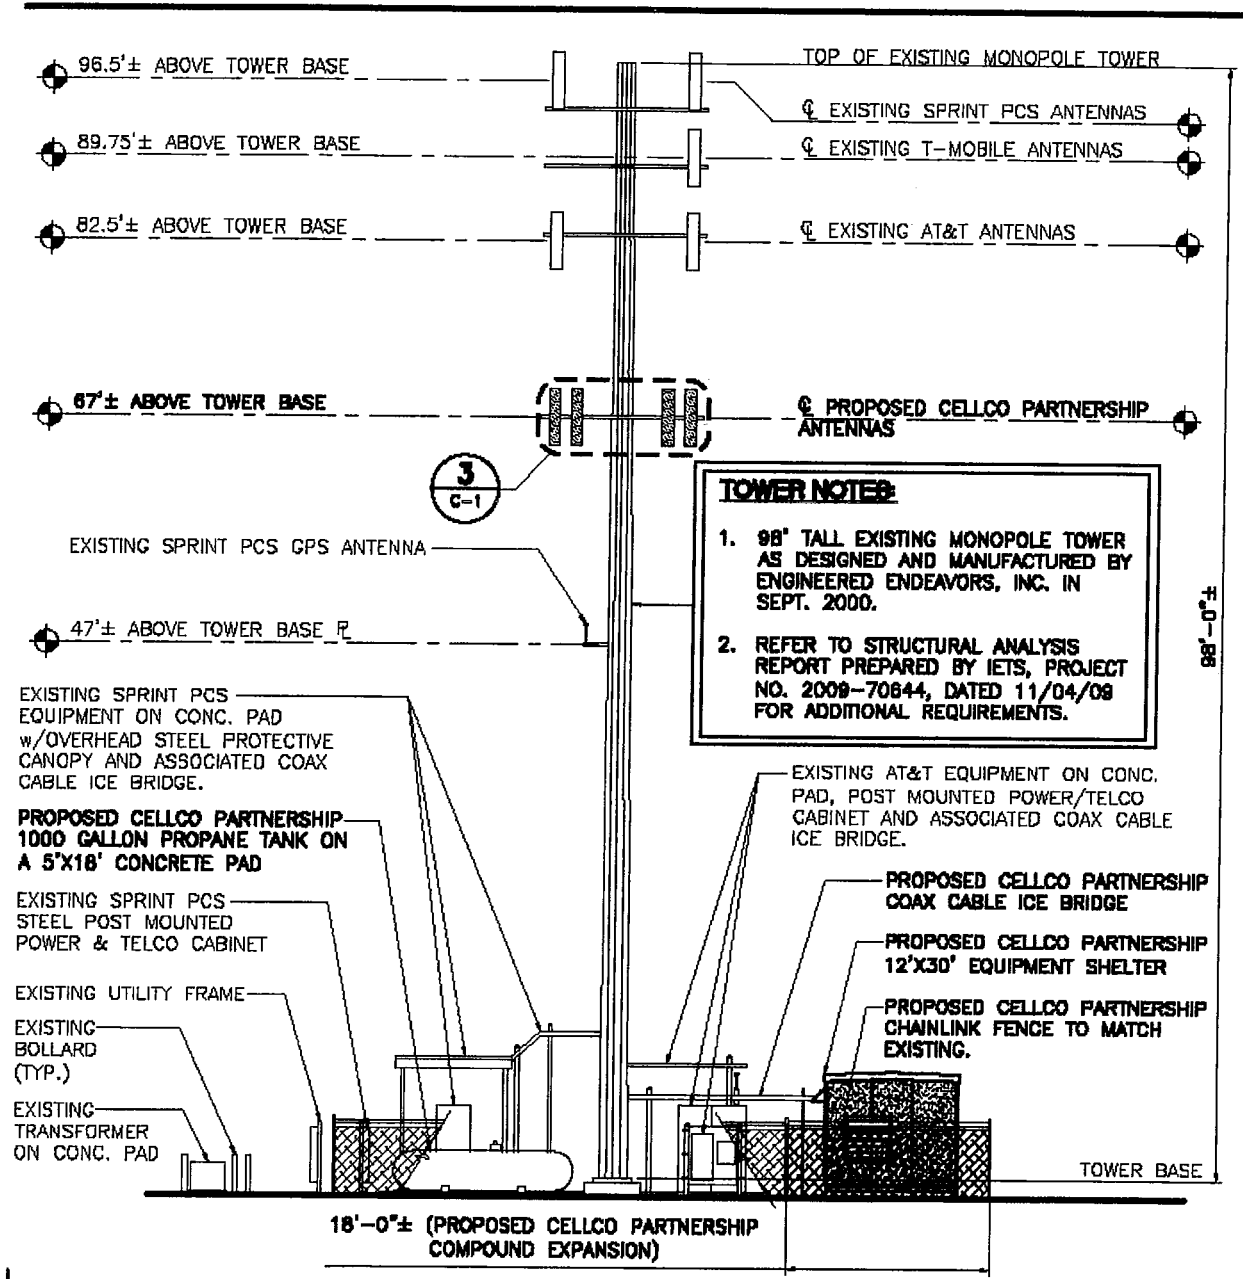 96.5'± ABOVE TOWER BASE
TOP OF EXISTING MONOPOLE TOWER
℄ EXISTING SPRINT PCS ANTENNAS
89.75'± ABOVE TOWER BASE
℄ EXISTING T-MOBILE ANTENNAS
82.5'± ABOVE TOWER BASE
℄ EXISTING AT&T ANTENNAS
67'± ABOVE TOWER BASE
℄ PROPOSED CELLCO PARTNERSHIP
ANTENNAS
3
C-1
TOWER NOTES:
1. 98' TALL EXISTING MONOPOLE TOWER
AS DESIGNED AND MANUFACTURED BY
ENGINEERED ENDEAVORS, INC. IN
SEPT. 2000.
2. REFER TO STRUCTURAL ANALYSIS
REPORT PREPARED BY IETS, PROJECT
NO. 2009-70644, DATED 11/04/09
FOR ADDITIONAL REQUIREMENTS.
98'-0"±
EXISTING SPRINT PCS GPS ANTENNA
47'± ABOVE TOWER BASE ⅊
EXISTING SPRINT PCS
EQUIPMENT ON CONC. PAD
w/OVERHEAD STEEL PROTECTIVE
CANOPY AND ASSOCIATED COAX
CABLE ICE BRIDGE.
PROPOSED CELLCO PARTNERSHIP
1000 GALLON PROPANE TANK ON
A 5'X18' CONCRETE PAD
EXISTING SPRINT PCS
STEEL POST MOUNTED
POWER & TELCO CABINET
EXISTING UTILITY FRAME
EXISTING
BOLLARD
(TYP.)
EXISTING
TRANSFORMER
ON CONC. PAD
EXISTING AT&T EQUIPMENT ON CONC.
PAD, POST MOUNTED POWER/TELCO
CABINET AND ASSOCIATED COAX CABLE
ICE BRIDGE.
PROPOSED CELLCO PARTNERSHIP
COAX CABLE ICE BRIDGE
PROPOSED CELLCO PARTNERSHIP
12'X30' EQUIPMENT SHELTER
PROPOSED CELLCO PARTNERSHIP
CHAINLINK FENCE TO MATCH
EXISTING.
TOWER BASE
18'-0"± (PROPOSED CELLCO PARTNERSHIP
COMPOUND EXPANSION)